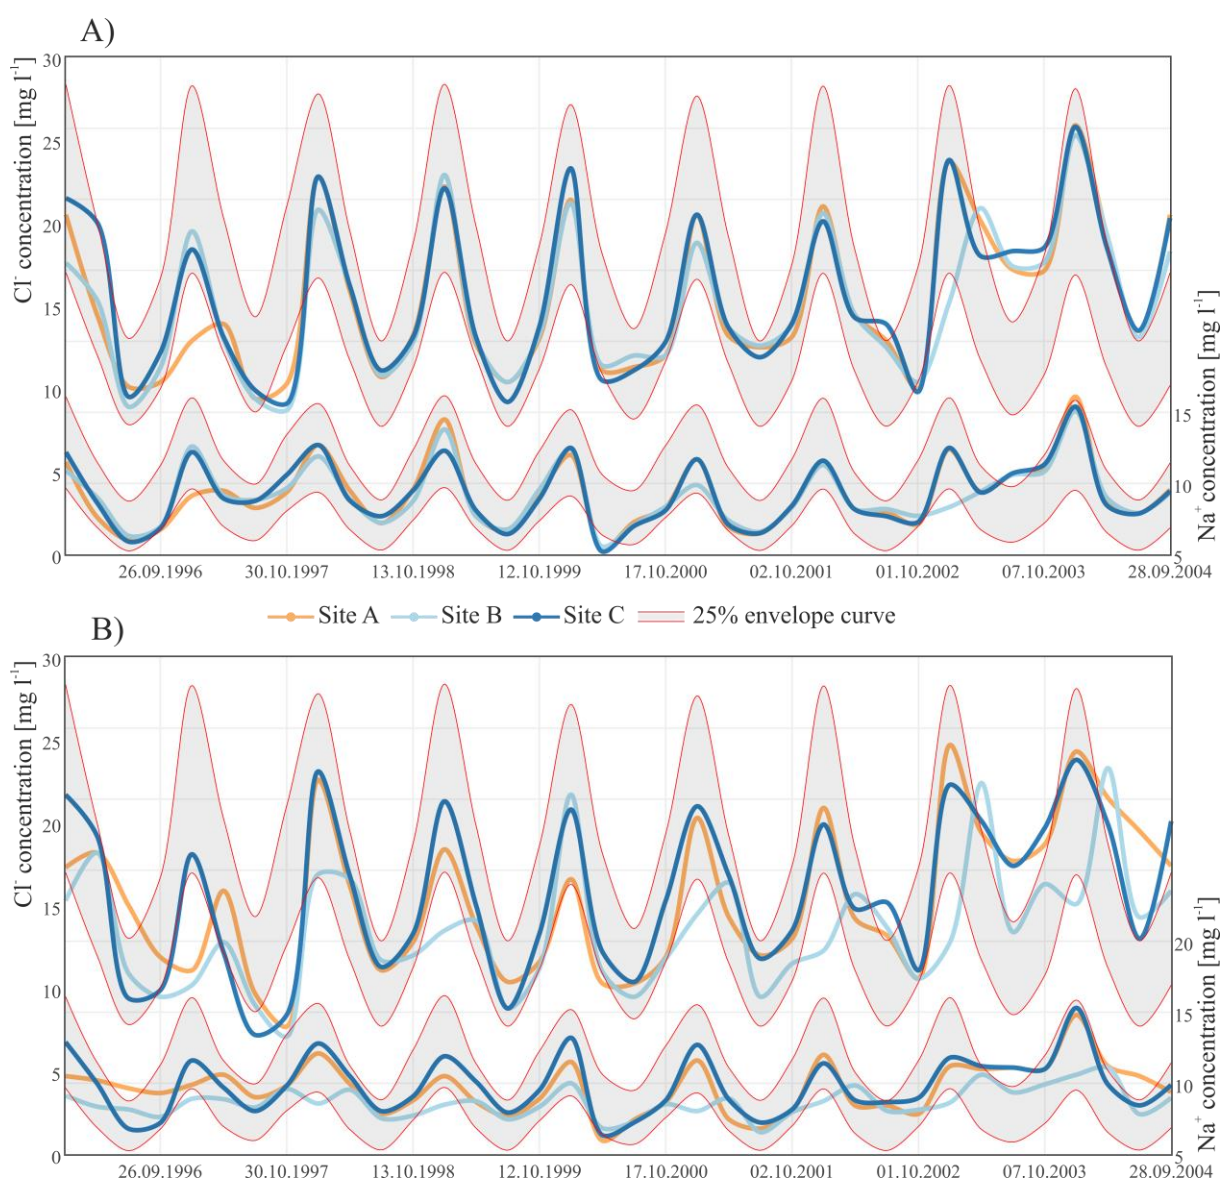 A)
30
25
20
15
10
5
0
Cl⁻ concentration [mg l⁻¹]
15
10
5
Na⁺ concentration [mg l⁻¹]
26.09.1996 30.10.1997 13.10.1998 12.10.1999 17.10.2000 02.10.2001 01.10.2002 07.10.2003 28.09.2004
Site A Site B Site C 25% envelope curve
B)
30
25
20
15
10
5
0
Cl⁻ concentration [mg l⁻¹]
20
15
10
5
Na⁺ concentration [mg l⁻¹]
26.09.1996 30.10.1997 13.10.1998 12.10.1999 17.10.2000 02.10.2001 01.10.2002 07.10.2003 28.09.2004